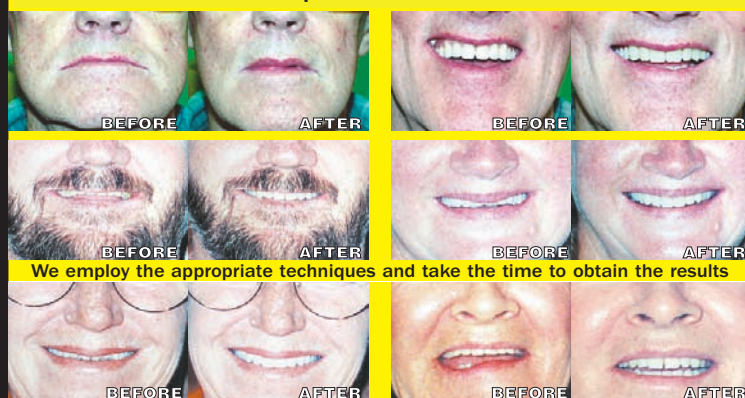 BEFORE AFTER BEFORE AFTER
BEFORE AFTER BEFORE AFTER
We employ the appropriate techniques and take the time to obtain the results
BEFORE AFTER BEFORE AFTER